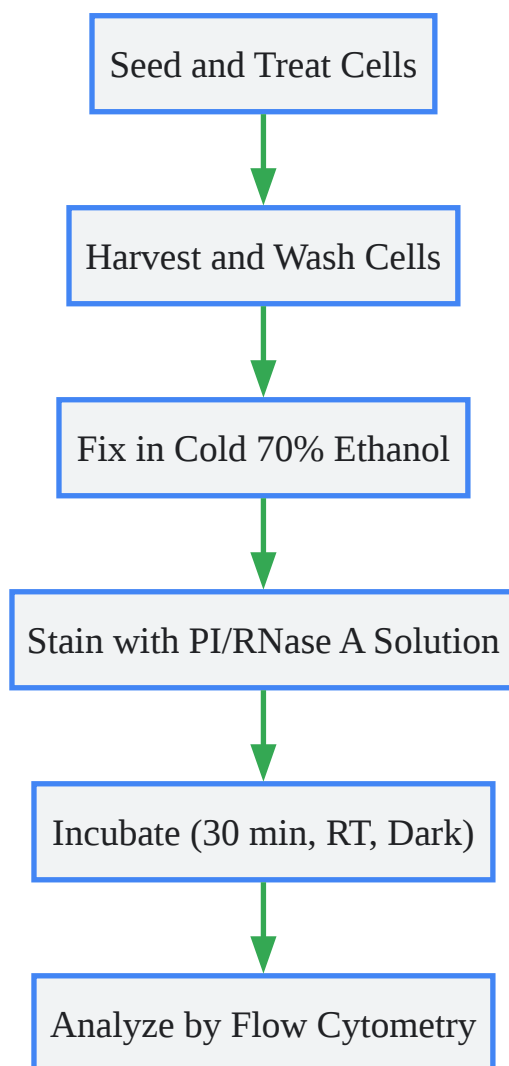 Seed and Treat Cells
Harvest and Wash Cells
Fix in Cold 70% Ethanol
Stain with PI/RNase A Solution
Incubate (30 min, RT, Dark)
Analyze by Flow Cytometry